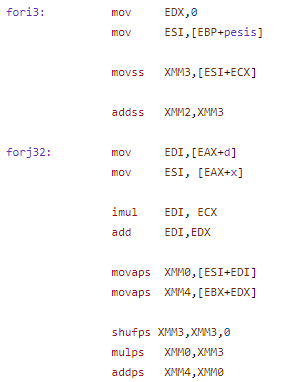 fori3: mov EDX,0
mov ESI,[EBP+pesis]
movss XMM3,[ESI+ECX]
addss XMM2,XMM3
forj32: mov EDI,[EAX+d]
mov ESI, [EAX+x]
imul EDI, ECX
add EDI,EDX
movaps XMM0,[ESI+EDI]
movaps XMM4,[EBX+EDX]
shufps XMM3,XMM3,0
mulps XMM0,XMM3
addps XMM4,XMM0